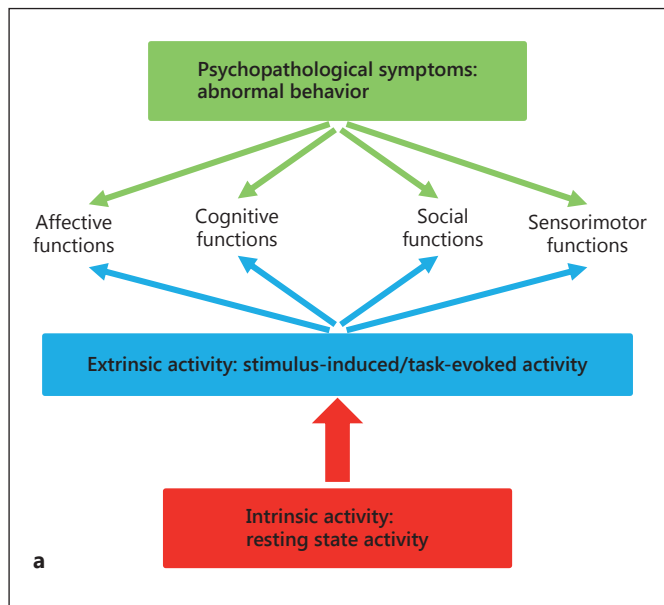 Psychopathological symptoms:
abnormal behavior
Affective
functions
Cognitive
functions
Social
functions
Sensorimotor
functions
Extrinsic activity: stimulus-induced/task-evoked activity
Intrinsic activity:
resting state activity
a